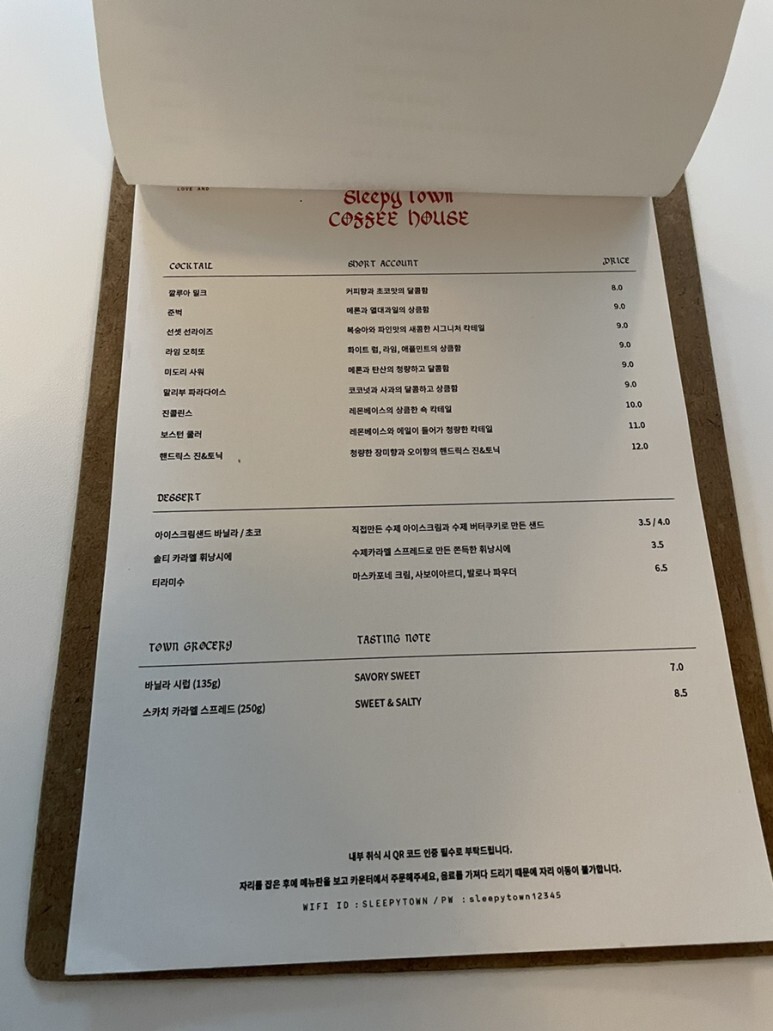 LOVE AND
Sleepy Town
COFFEE HOUSE
COCKTAIL SHORT ACCOUNT PRICE
깔루아 밀크 커피향과 초코맛의 달콤함 8.0
준벅 메론과 열대과일의 상큼함 9.0
선셋 선라이즈 복숭아와 파인맛의 새콤한 시그니처 칵테일 9.0
라임 모히또 화이트 럼, 라임, 애플민트의 상큼함 9.0
미도리 사워 메론과 탄산의 청량하고 달콤함 9.0
말리부 파라다이스 코코넛과 사과의 달콤하고 상큼함 9.0
진콜린스 레몬베이스의 상큼한 쇽 칵테일 10.0
보스턴 쿨러 레몬베이스와 에일이 들어가 청량한 칵테일 11.0
핸드릭스 진&토닉 청량한 장미향과 오이향의 핸드릭스 진&토닉 12.0
DESSERT
아이스크림샌드 바닐라 / 초코 직접만든 수제 아이스크림과 수제 버터쿠키로 만든 샌드 3.5 / 4.0
솔티 카라멜 휘낭시에 수제카라멜 스프레드로 만든 쫀득한 휘낭시에 3.5
티라미수 마스카포네 크림, 사보이아르디, 발로나 파우더 6.5
TOWN GROCERY TASTING NOTE
바닐라 시럽 (135g) SAVORY SWEET 7.0
스카치 카라멜 스프레드 (250g) SWEET & SALTY 8.5
내부 취식 시 QR 코드 인증 필수로 부탁드립니다.
자리를 잡은 후에 메뉴판을 보고 카운터에서 주문해주세요, 음료를 가져다 드리기 때문에 자리 이동이 불가합니다.
WIFI ID : SLEEPYTOWN / PW : sleepytown12345